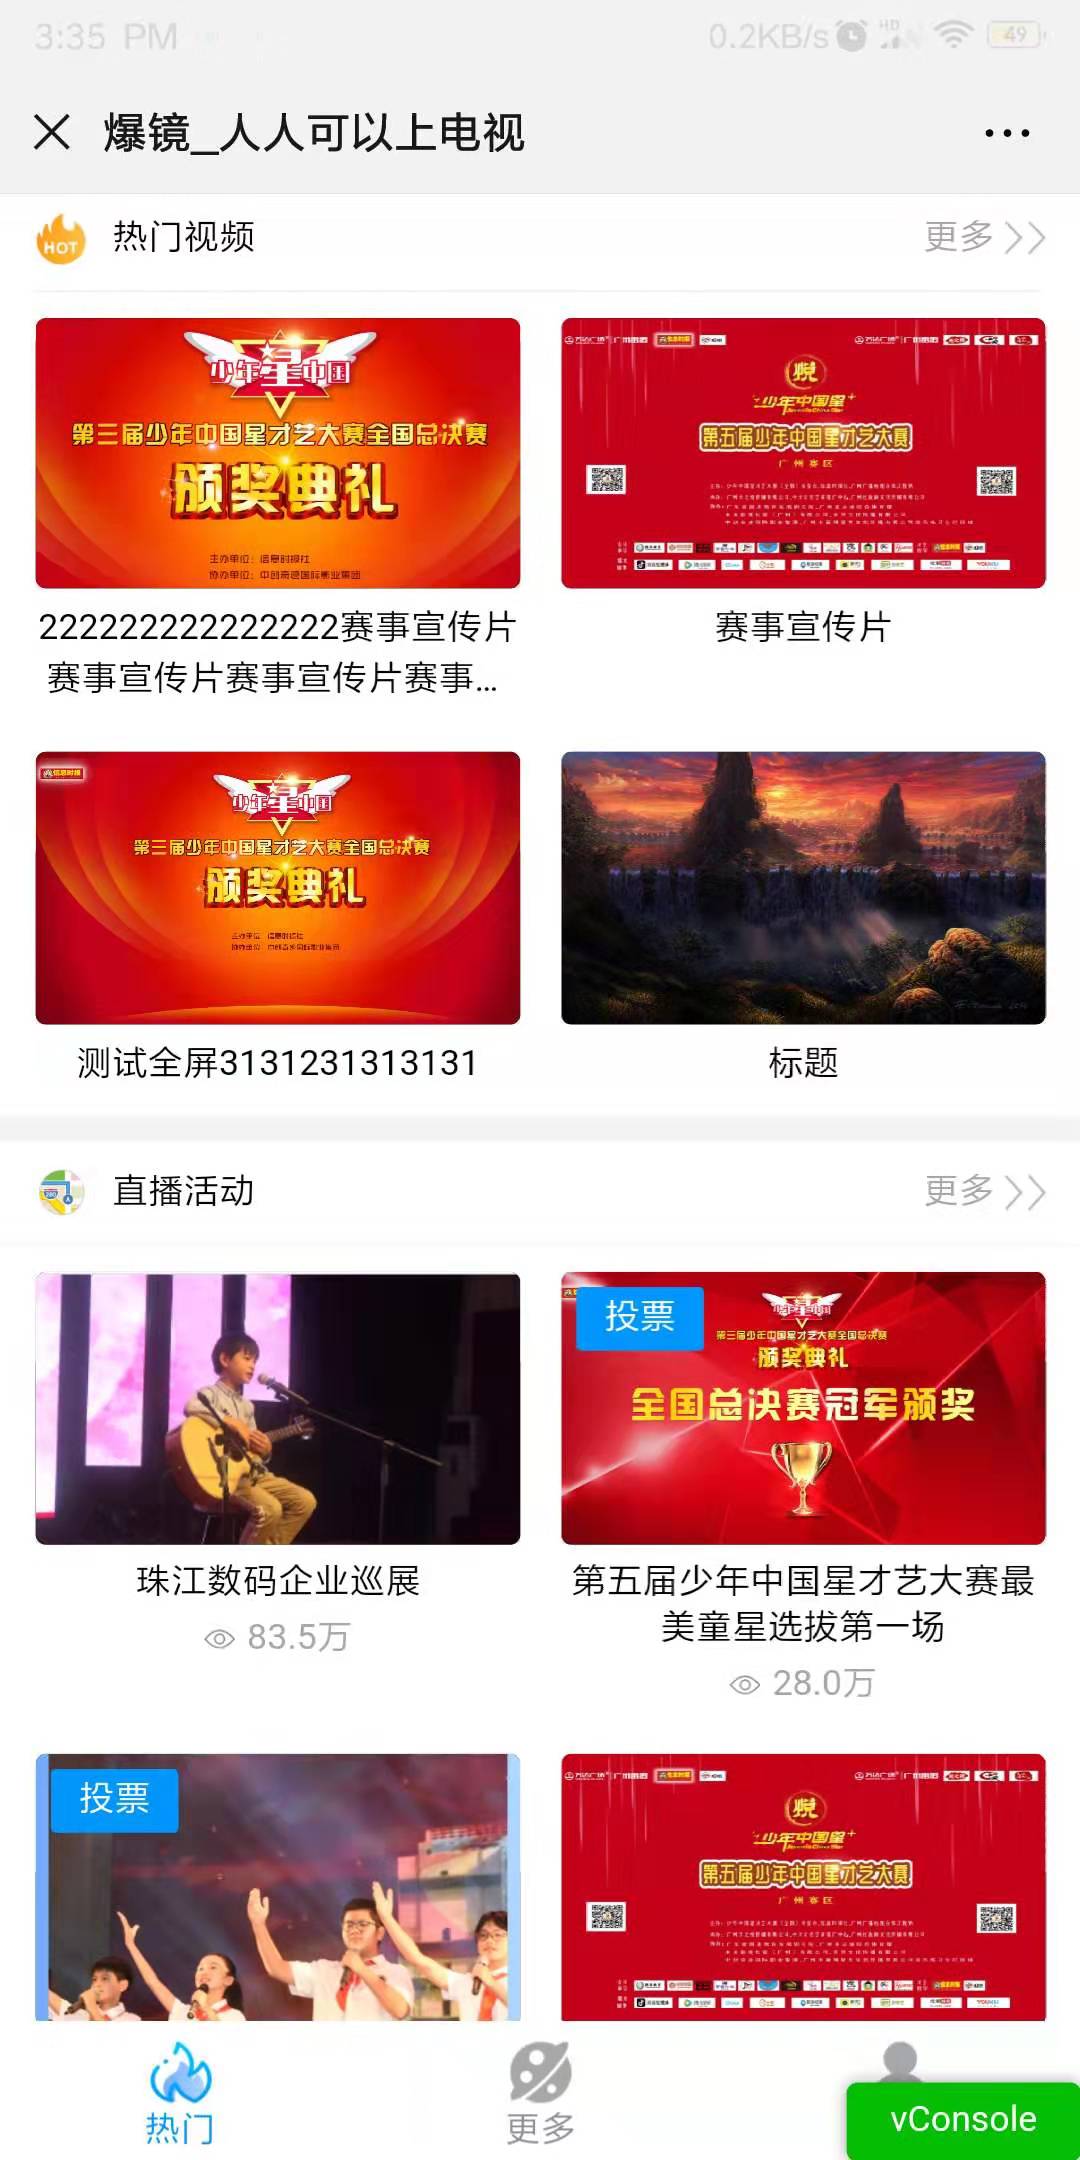 3:35 PM
0.2KB/s
HD
49
爆镜_人人可以上电视
HOT
热门视频
更多
少年星中国
第三届少年中国星才艺大赛全国总决赛
颁奖典礼
主办单位：信息时报社
协办单位：中创奇迹国际影业集团
222222222222222赛事宣传片
赛事宣传片赛事宣传片赛事...
少年中国星
第五届少年中国星才艺大赛
广州赛区
赛事宣传片
信息时报
少年星中国
第三届少年中国星才艺大赛全国总决赛
颁奖典礼
测试全屏3131231313131
标题
280
直播活动
更多
珠江数码企业巡展
83.5万
投票
少年星中国
第三届少年中国星才艺大赛全国总决赛
颁奖典礼
全国总决赛冠军颁奖
第五届少年中国星才艺大赛最
美童星选拔第一场
28.0万
投票
少年中国星
第五届少年中国星才艺大赛
广州赛区
热门
更多
vConsole